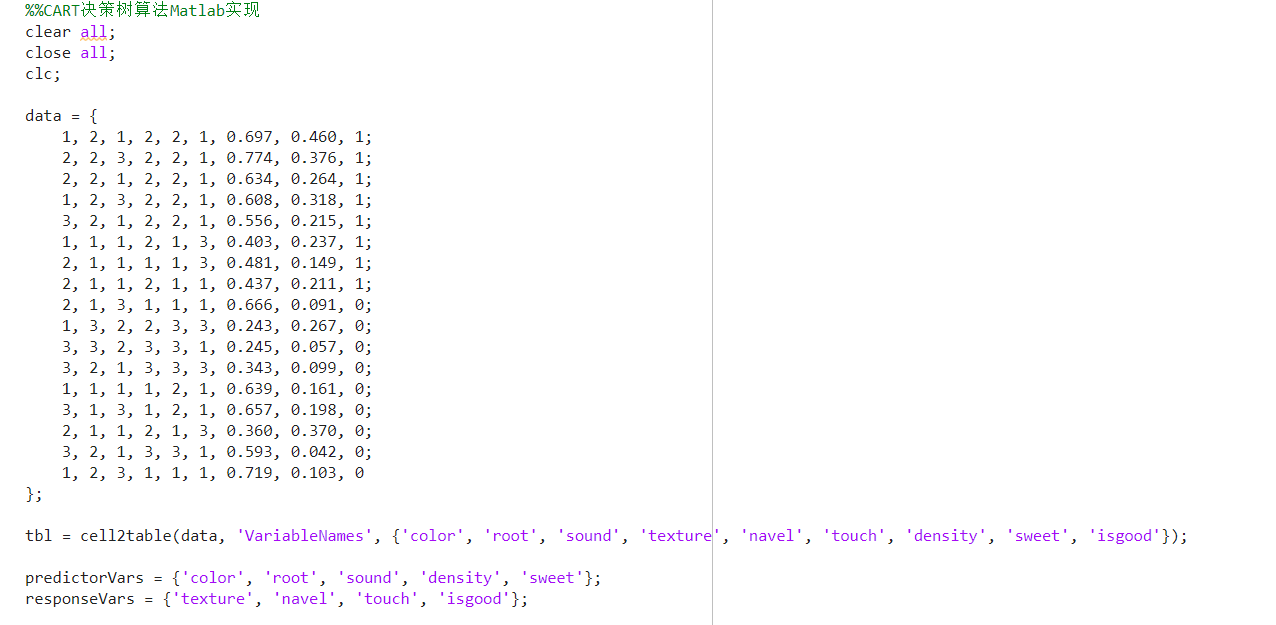 %%CART决策树算法Matlab实现
clear all;
close all;
clc;
data = {
1, 2, 1, 2, 2, 1, 0.697, 0.460, 1;
2, 2, 3, 2, 2, 1, 0.774, 0.376, 1;
2, 2, 1, 2, 2, 1, 0.634, 0.264, 1;
1, 2, 3, 2, 2, 1, 0.608, 0.318, 1;
3, 2, 1, 2, 2, 1, 0.556, 0.215, 1;
1, 1, 1, 2, 1, 3, 0.403, 0.237, 1;
2, 1, 1, 1, 1, 3, 0.481, 0.149, 1;
2, 1, 1, 2, 1, 1, 0.437, 0.211, 1;
2, 1, 3, 1, 1, 1, 0.666, 0.091, 0;
1, 3, 2, 2, 3, 3, 0.243, 0.267, 0;
3, 3, 2, 3, 3, 1, 0.245, 0.057, 0;
3, 2, 1, 3, 3, 3, 0.343, 0.099, 0;
1, 1, 1, 1, 2, 1, 0.639, 0.161, 0;
3, 1, 3, 1, 2, 1, 0.657, 0.198, 0;
2, 1, 1, 2, 1, 3, 0.360, 0.370, 0;
3, 2, 1, 3, 3, 1, 0.593, 0.042, 0;
1, 2, 3, 1, 1, 1, 0.719, 0.103, 0
};
tbl = cell2table(data, 'VariableNames', {'color', 'root', 'sound', 'texture', 'navel', 'touch', 'density', 'sweet', 'isgood'});
predictorVars = {'color', 'root', 'sound', 'density', 'sweet'};
responseVars = {'texture', 'navel', 'touch', 'isgood'};